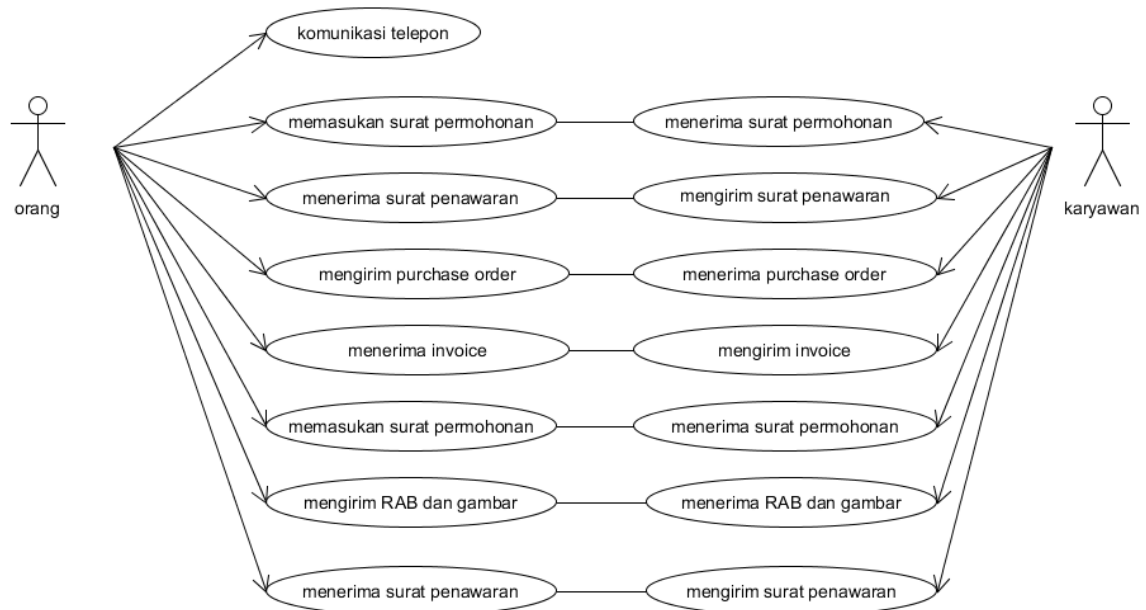 komunikasi telepon
memasukan surat permohonan
menerima surat permohonan
menerima surat penawaran
mengirim surat penawaran
orang
karyawan
mengirim purchase order
menerima purchase order
menerima invoice
mengirim invoice
memasukan surat permohonan
menerima surat permohonan
mengirim RAB dan gambar
menerima RAB dan gambar
menerima surat penawaran
mengirim surat penawaran